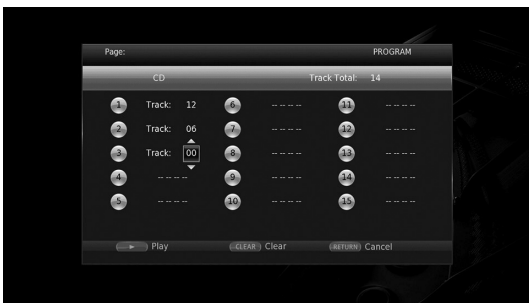 Page: PROGRAM
CD Track Total: 14
1 Track: 12 6 -- -- -- -- 11 -- -- -- --
2 Track: 06 7 -- -- -- -- 12 -- -- -- --
3 Track: 00 8 -- -- -- -- 13 -- -- -- --
4 -- -- -- -- 9 -- -- -- -- 14 -- -- -- --
5 -- -- -- -- 10 -- -- -- -- 15 -- -- -- --
Play CLEAR Clear RETURN Cancel